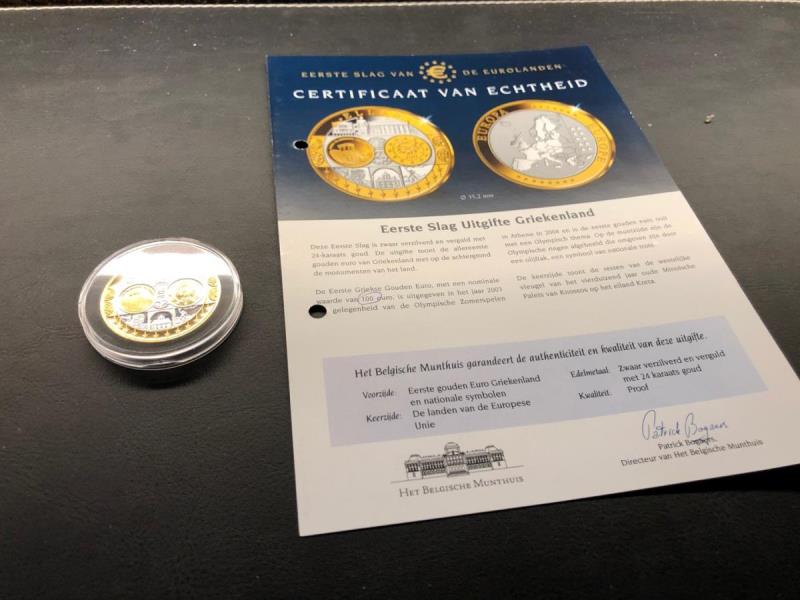 EERSTE SLAG VAN € DE EUROLANDEN
CERTIFICAAT VAN ECHTHEID
EUROPA
Ø 35,2 mm
Eerste Slag Uitgifte Griekenland
Deze Eerste Slag is zwaar verzilverd en verguld met
24-karaats goud. De uitgifte toont de allereerste
gouden euro van Griekenland met op de achtergrond
de monumenten van het land.
De Eerste Griekse Gouden Euro, met een nominale
waarde van 100 euro, is uitgegeven in het jaar 2003
gelegenheid van de Olympische Zomerspelen
in Athene in 2004 en is de eerste gouden euro ooit
met een Olympisch thema. Op de muntzijde zijn de
Olympische ringen afgebeeld die omgeven zijn door
een olijftak, een symbool van nationale trots.
De keerzijde toont de resten van de westelijke
vleugel van het vierduizend jaar oude Minoïsche
Paleis van Knossos op het eiland Kreta.
Het Belgische Munthuis garandeert de authenticiteit en kwaliteit van deze uitgifte.
Voorzijde: Eerste gouden Euro Griekenland
en nationale symbolen
Keerzijde: De landen van de Europese
Unie
Edelmetaal: Zwaar verzilverd en verguld
met 24 karaats goud
Kwaliteit: Proof
Patrick Bogaers
Patrick Bogaers
Directeur van Het Belgische Munthuis
HET BELGISCHE MUNTHUIS